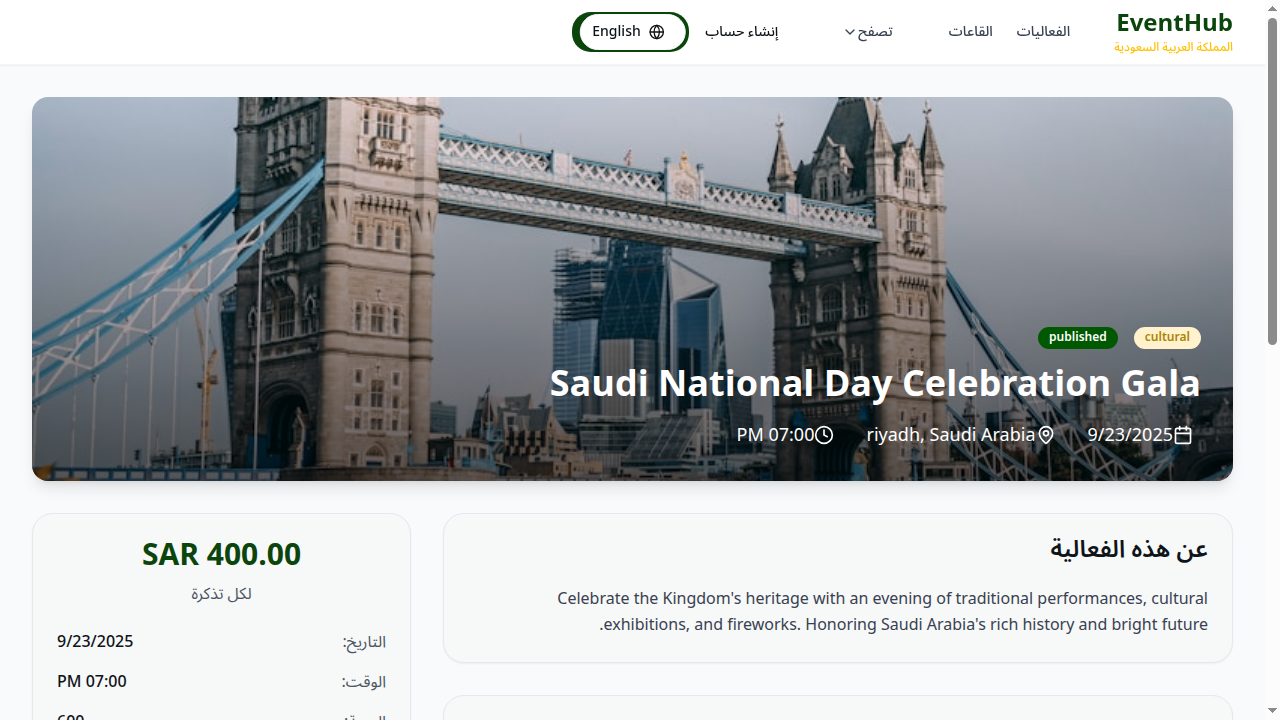 EventHub
المملكة العربية السعودية
الفعاليات
القاعات
تصفح
إنشاء حساب
English
cultural
published
Saudi National Day Celebration Gala
9/23/2025
riyadh, Saudi Arabia
PM 07:00
عن هذه الفعالية
Celebrate the Kingdom's heritage with an evening of traditional performances, cultural
.exhibitions, and fireworks. Honoring Saudi Arabia's rich history and bright future
SAR 400.00
لكل تذكرة
التاريخ:
9/23/2025
الوقت:
PM 07:00